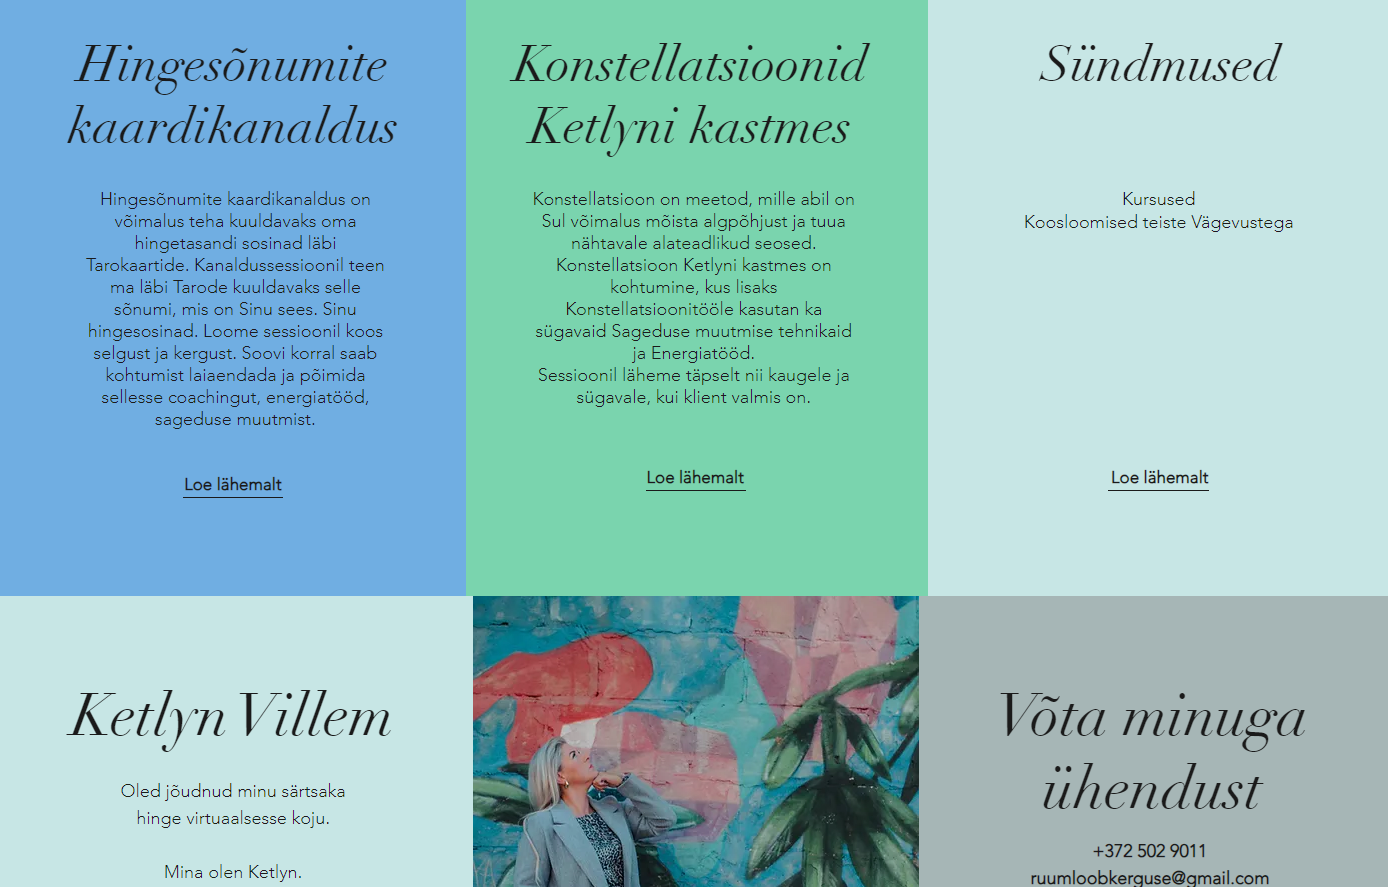 Hingesõnumite
kaardikanaldus
Hingesõnumite kaardikanaldus on
võimalus teha kuuldavaks oma
hingetasandi sosinad läbi
Tarokaartide. Kanaldussessioonil teen
ma läbi Tarode kuuldavaks selle
sõnumi, mis on Sinu sees. Sinu
hingesosinad. Loome sessioonil koos
selgust ja kergust. Soovi korral saab
kohtumist laiaendada ja põimida
sellesse coachingut, energiatööd,
sageduse muutmist.
Loe lähemalt
Konstellatsioonid
Ketlyni kastmes
Konstellatsioon on meetod, mille abil on
Sul võimalus mõista algpõhjust ja tuua
nähtavale alateadlikud seosed.
Konstellatsioon Ketlyni kastmes on
kohtumine, kus lisaks
Konstellatsioonitööle kasutan ka
sügavaid Sageduse muutmise tehnikaid
ja Energiatööd.
Sessioonil läheme täpselt nii kaugele ja
sügavale, kui klient valmis on.
Loe lähemalt
Sündmused
Kursused
Koosloomised teiste Vägevustega
Loe lähemalt
Ketlyn Villem
Oled jõudnud minu särtsaka
hinge virtuaalsesse koju.
Mina olen Ketlyn.
Võta minuga
ühendust
+372 502 9011
ruumloobkerguse@gmail.com